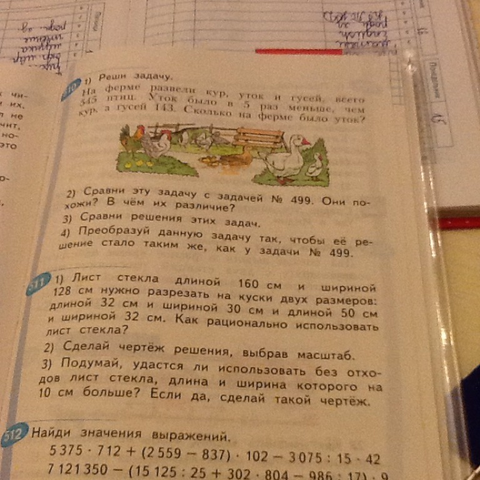 1) Реши задачу.
На ферме развели кур, уток и гусей, всего
545 птиц. Уток было в 5 раз меньше, чем
кур, а гусей 143. Сколько на ферме было уток?
2) Сравни эту задачу с задачей № 499. Они по-
хожи? В чём их различие?
3) Сравни решения этих задач.
4) Преобразуй данную задачу так, чтобы её ре-
шение стало таким же, как у задачи № 499.
511 1) Лист стекла длиной 160 см и шириной
128 см нужно разрезать на куски двух размеров:
длиной 32 см и шириной 30 см и длиной 50 см
и шириной 32 см. Как рационально использовать
лист стекла?
2) Сделай чертёж решения, выбрав масштаб.
3) Подумай, удастся ли использовать без отхо-
дов лист стекла, длина и ширина которого на
10 см больше? Если да, сделай такой чертёж.
512 Найди значения выражений.
5 375 · 712 + (2 559 − 837) · 102 − 3 075 : 15 · 42
7 121 350 − (15 125 : 25 + 302 · 804 − 986 : 17) · 9